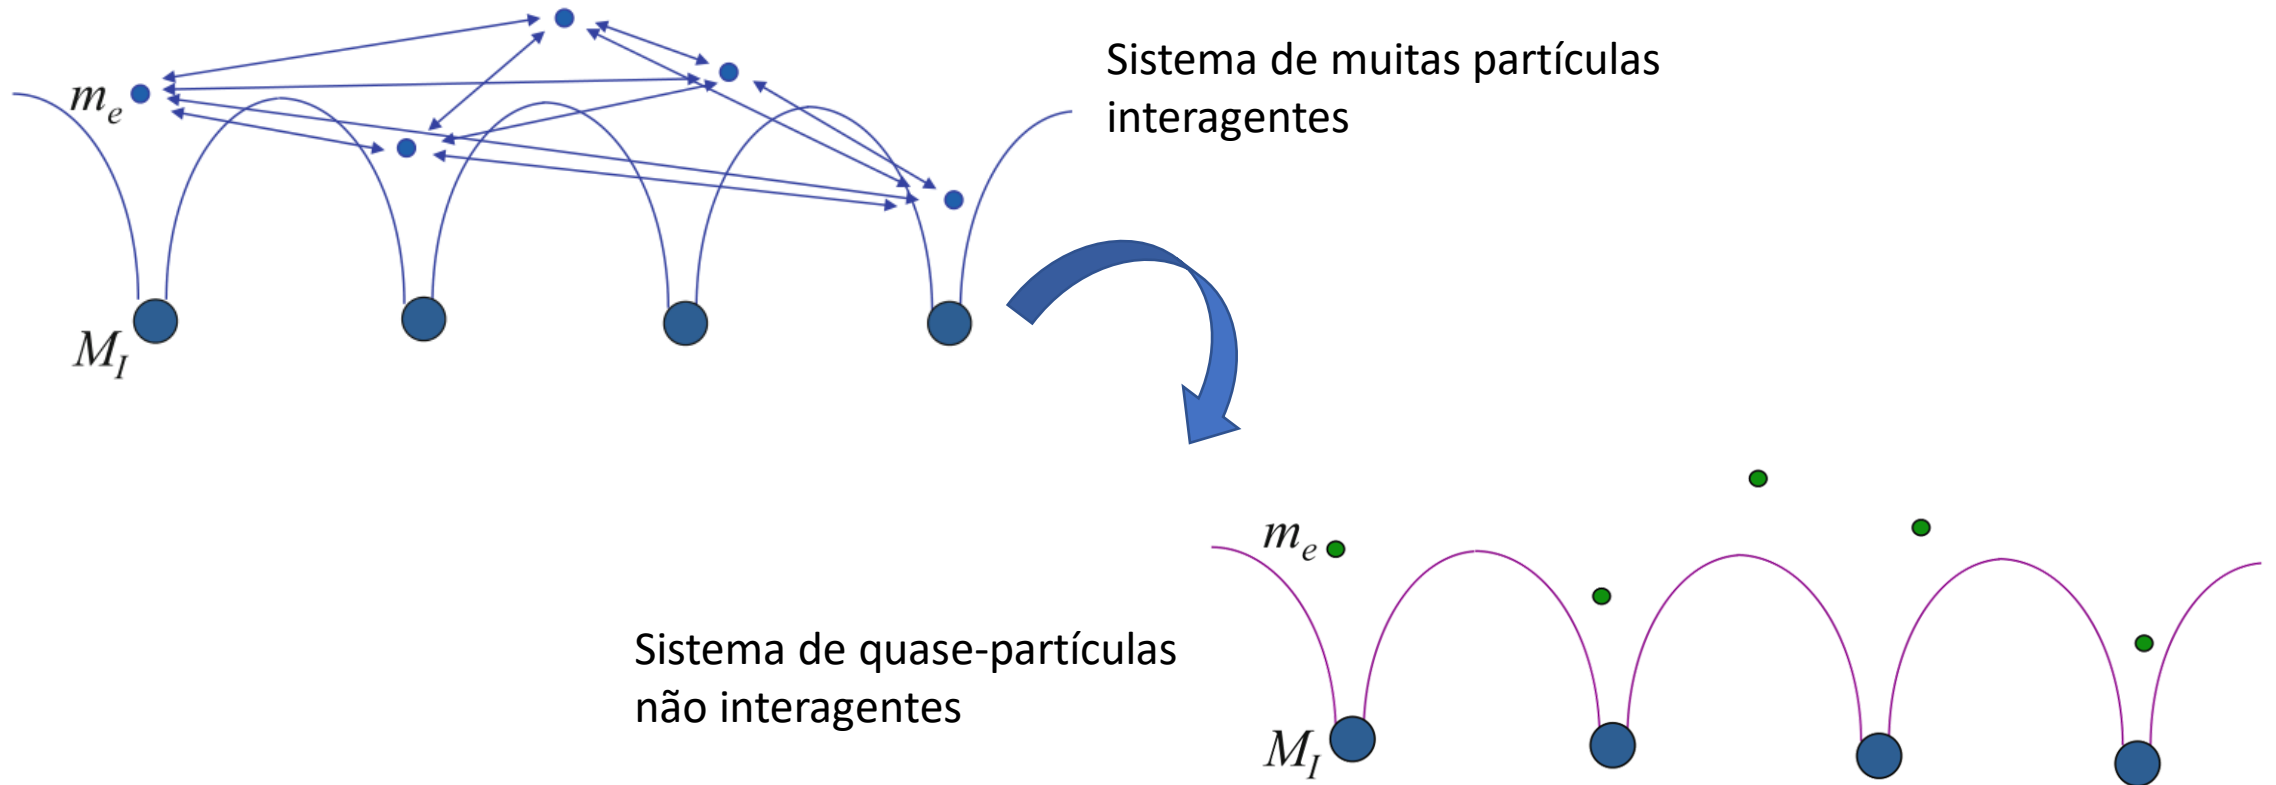 Sistema de muitas partículas
interagentes
m_e
M_I
m_e
Sistema de quase-partículas
não interagentes
M_I